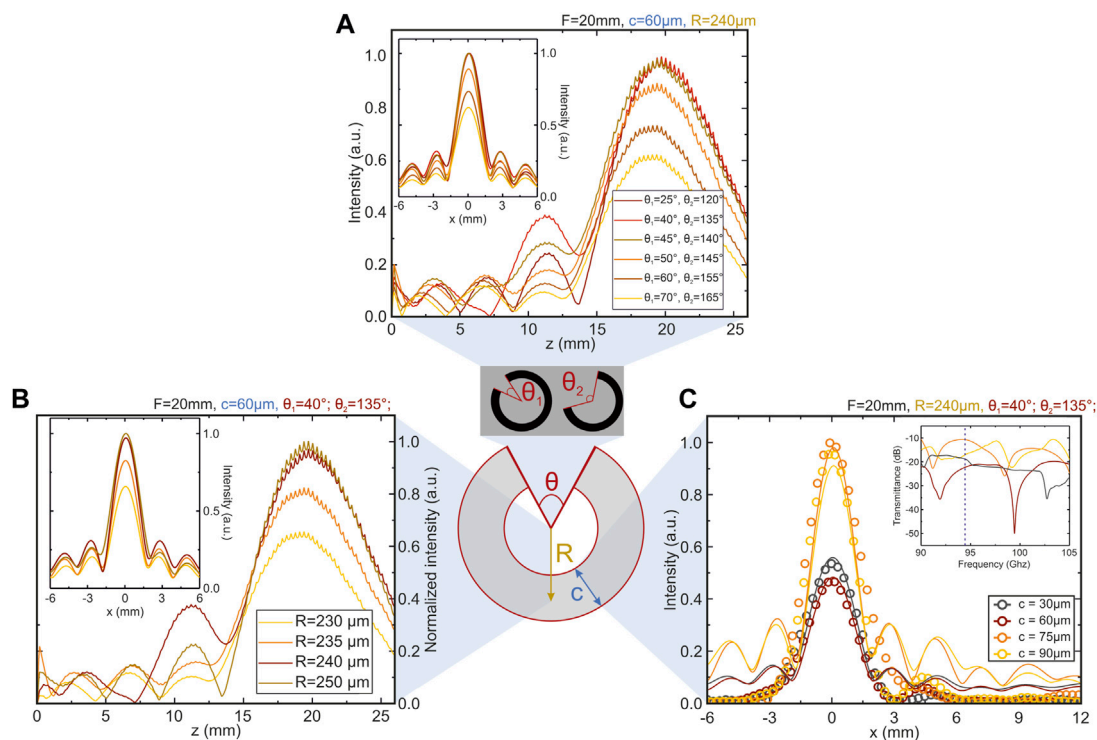 A
F=20mm, c=60μm, R=240μm
Intensity (a.u.)
1.0
0.8
0.6
0.4
0.2
0.0
0
5
10
15
20
25
z (mm)
1.0
0.5
0.0
Intensity (a.u.)
-6
-3
0
3
6
x (mm)
θ₁=25°, θ₂=120°
θ₁=40°, θ₂=135°
θ₁=45°, θ₂=140°
θ₁=50°, θ₂=145°
θ₁=60°, θ₂=155°
θ₁=70°, θ₂=165°
θ₁
θ₂
θ
R
c
B
F=20mm, c=60μm, θ₁=40°; θ₂=135°;
1.0
0.5
0.0
Intensity (a.u.)
-6
-3
0
3
6
x (mm)
R=230 μm
R=235 μm
R=240 μm
R=250 μm
0
5
10
15
20
25
z (mm)
1.0
0.8
0.6
0.4
0.2
0.0
Normalized intensity (a.u.)
C
F=20mm, R=240μm, θ₁=40°; θ₂=135°;
Intensity (a.u.)
1.0
0.8
0.6
0.4
0.2
0.0
-6
-3
0
3
6
9
12
x (mm)
Transmittance (dB)
-10
-20
-30
-40
-50
90
93
96
99
102
105
Frequency (Ghz)
c = 30μm
c = 60μm
c = 75μm
c = 90μm